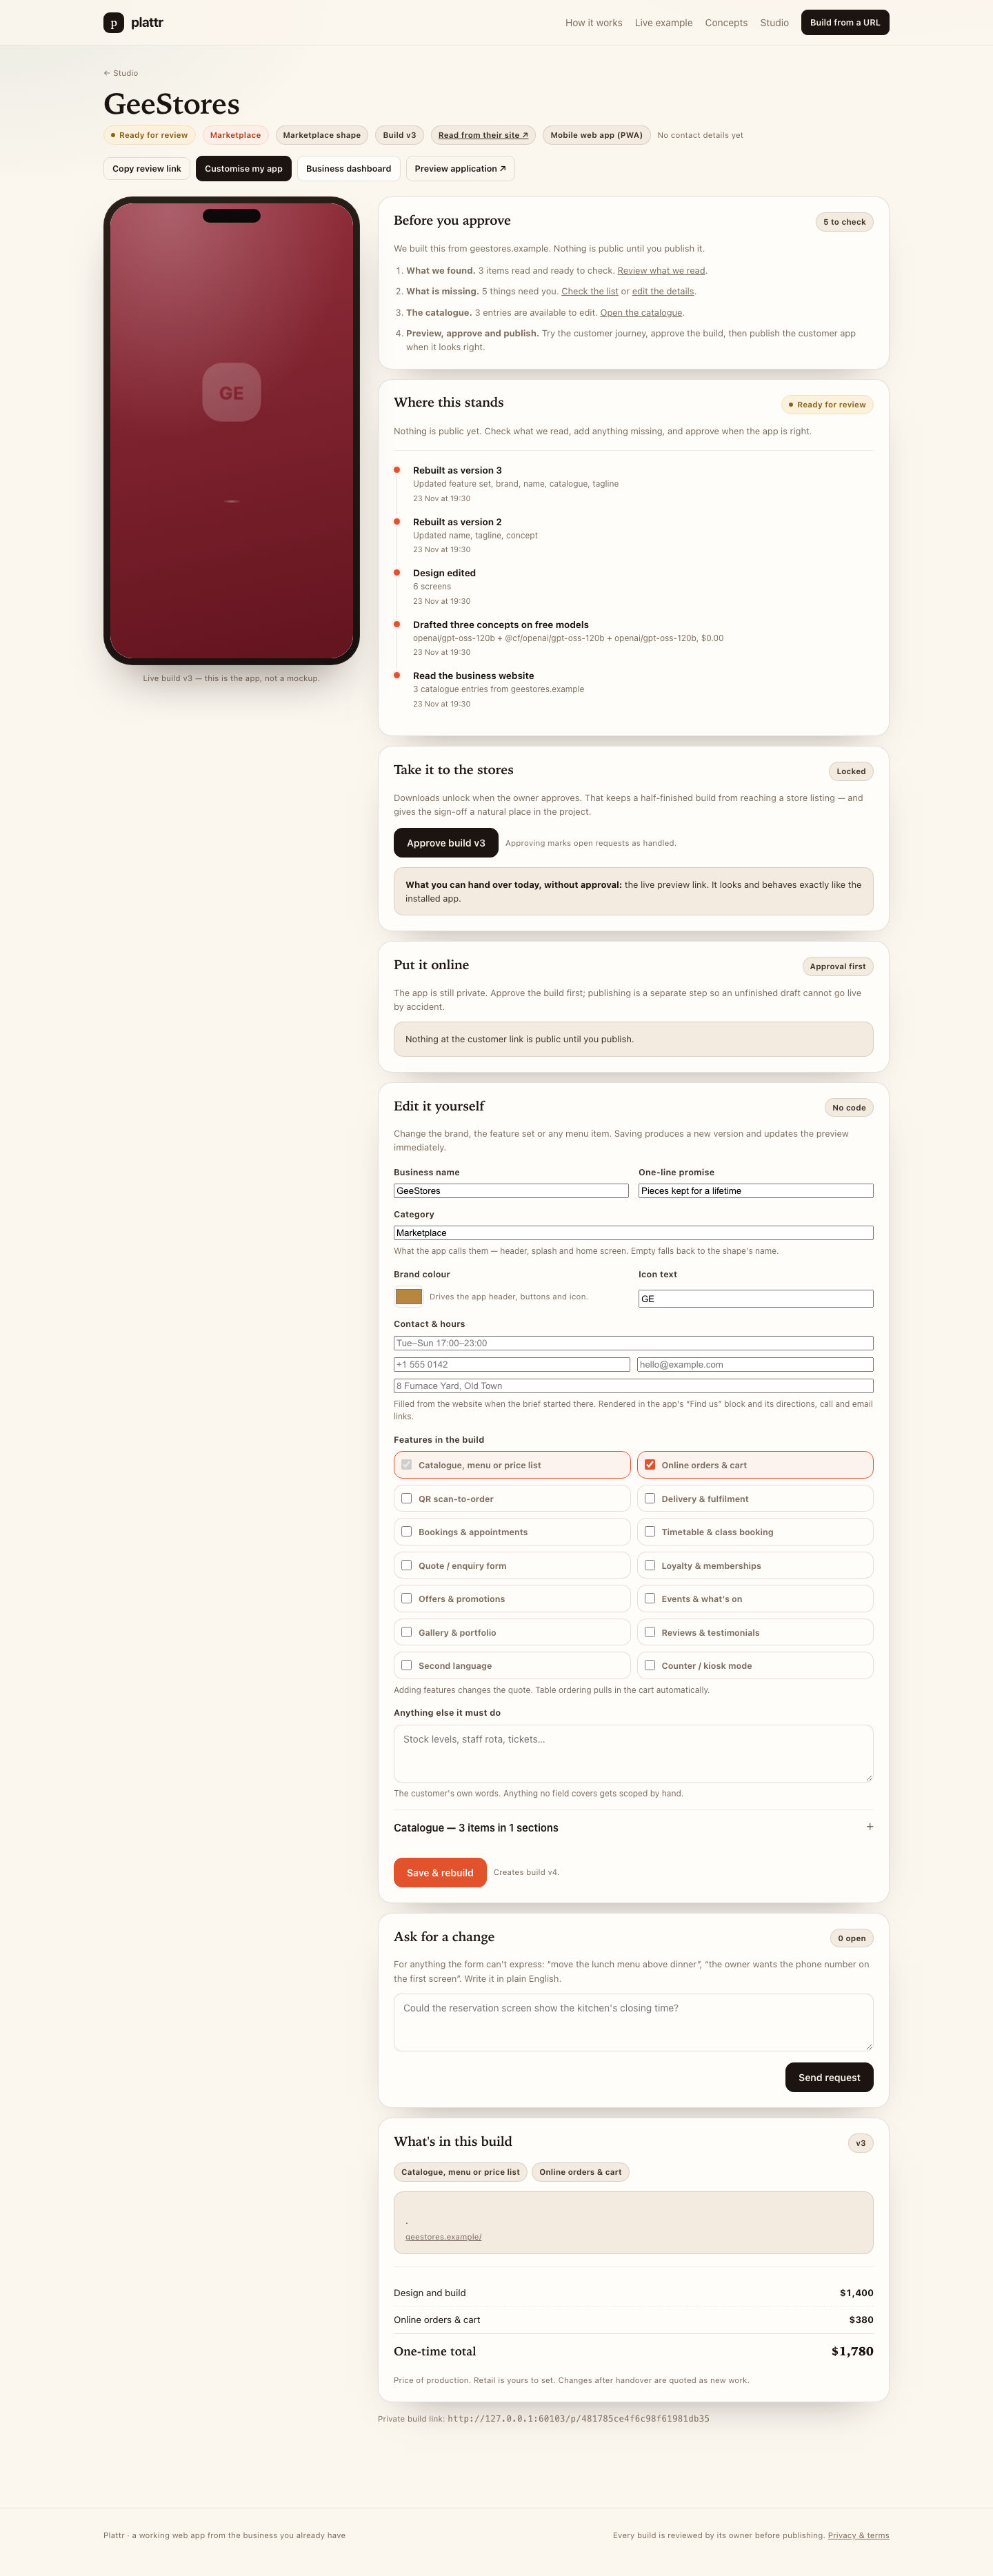 p plattr
How it works Live example Concepts Studio Build from a URL
← Studio
GeeStores
Ready for review Marketplace Marketplace shape Build v3 Read from their site ↗ Mobile web app (PWA) No contact details yet
Copy review link Customise my app Business dashboard Preview application ↗
GE
Live build v3 — this is the app, not a mockup.
Before you approve
5 to check
We built this from geestores.example. Nothing is public until you publish it.
1. What we found. 3 items read and ready to check. Review what we read.
2. What is missing. 5 things need you. Check the list or edit the details.
3. The catalogue. 3 entries are available to edit. Open the catalogue.
4. Preview, approve and publish. Try the customer journey, approve the build, then publish the customer app
when it looks right.
Where this stands
Ready for review
Nothing is public yet. Check what we read, add anything missing, and approve when the app is right.
Rebuilt as version 3
Updated feature set, brand, name, catalogue, tagline
23 Nov at 19:30
Rebuilt as version 2
Updated name, tagline, concept
23 Nov at 19:30
Design edited
6 screens
23 Nov at 19:30
Drafted three concepts on free models
openai/gpt-oss-120b + @cf/openai/gpt-oss-120b + openai/gpt-oss-120b, $0.00
23 Nov at 19:30
Read the business website
3 catalogue entries from geestores.example
23 Nov at 19:30
Take it to the stores
Locked
Downloads unlock when the owner approves. That keeps a half-finished build from reaching a store listing — and
gives the sign-off a natural place in the project.
Approve build v3 Approving marks open requests as handled.
What you can hand over today, without approval: the live preview link. It looks and behaves exactly like the
installed app.
Put it online
Approval first
The app is still private. Approve the build first; publishing is a separate step so an unfinished draft cannot go live
by accident.
Nothing at the customer link is public until you publish.
Edit it yourself
No code
Change the brand, the feature set or any menu item. Saving produces a new version and updates the preview
immediately.
Business name One-line promise
GeeStores Pieces kept for a lifetime
Category
Marketplace
What the app calls them — header, splash and home screen. Empty falls back to the shape's name.
Brand colour Icon text
Drives the app header, buttons and icon. GE
Contact & hours
Tue–Sun 17:00–23:00
+1 555 0142 hello@example.com
8 Furnace Yard, Old Town
Filled from the website when the brief started there. Rendered in the app's "Find us" block and its directions, call and email
links.
Features in the build
Catalogue, menu or price list Online orders & cart
QR scan-to-order Delivery & fulfilment
Bookings & appointments Timetable & class booking
Quote / enquiry form Loyalty & memberships
Offers & promotions Events & what's on
Gallery & portfolio Reviews & testimonials
Second language Counter / kiosk mode
Adding features changes the quote. Table ordering pulls in the cart automatically.
Anything else it must do
Stock levels, staff rota, tickets…
The customer's own words. Anything no field covers gets scoped by hand.
Catalogue — 3 items in 1 sections +
Save & rebuild Creates build v4.
Ask for a change
0 open
For anything the form can't express: "move the lunch menu above dinner", "the owner wants the phone number on
the first screen". Write it in plain English.
Could the reservation screen show the kitchen's closing time?
Send request
What's in this build
v3
Catalogue, menu or price list Online orders & cart
.
geestores.example/
Design and build $1,400
Online orders & cart $380
One-time total $1,780
Price of production. Retail is yours to set. Changes after handover are quoted as new work.
Private build link: http://127.0.0.1:60103/p/481785ce4f6c98f61981db35
Plattr · a working web app from the business you already have
Every build is reviewed by its owner before publishing. Privacy & terms